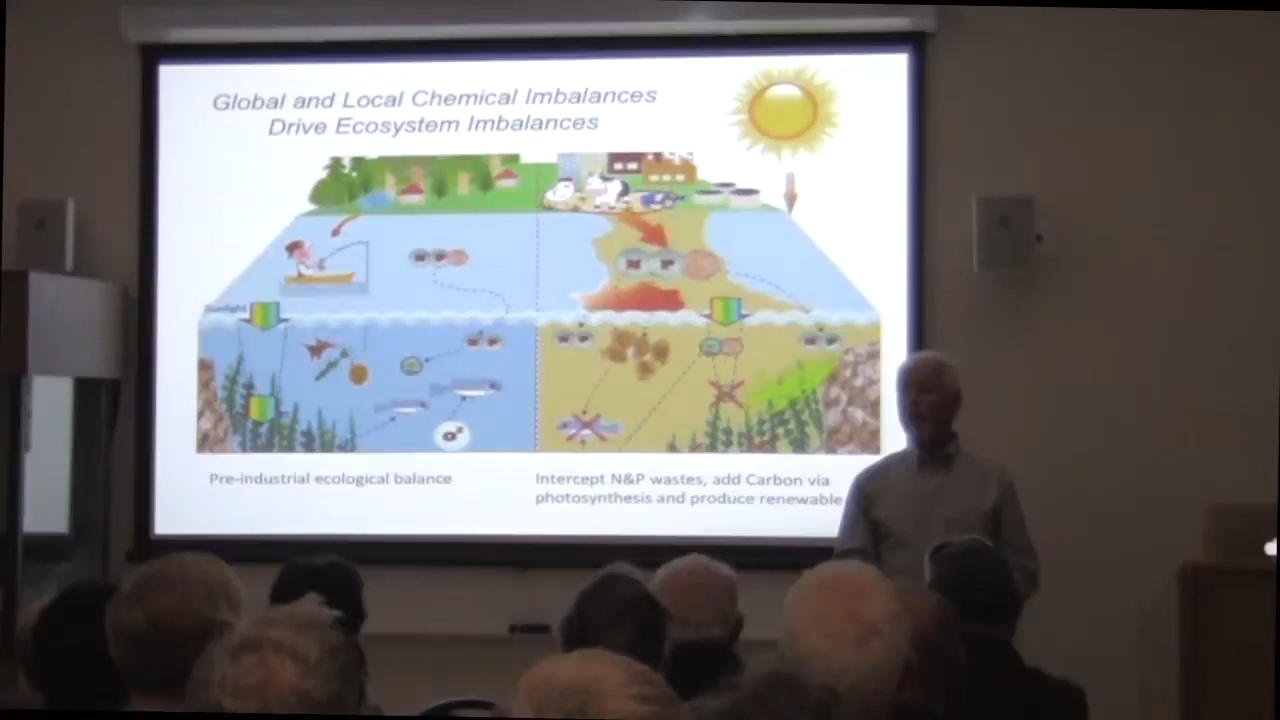 Global and Local Chemical Imbalances
Drive Ecosystem Imbalances
N P
Sunlight
Pre-industrial ecological balance
Intercept N&P wastes, add Carbon via
photosynthesis and produce renewable